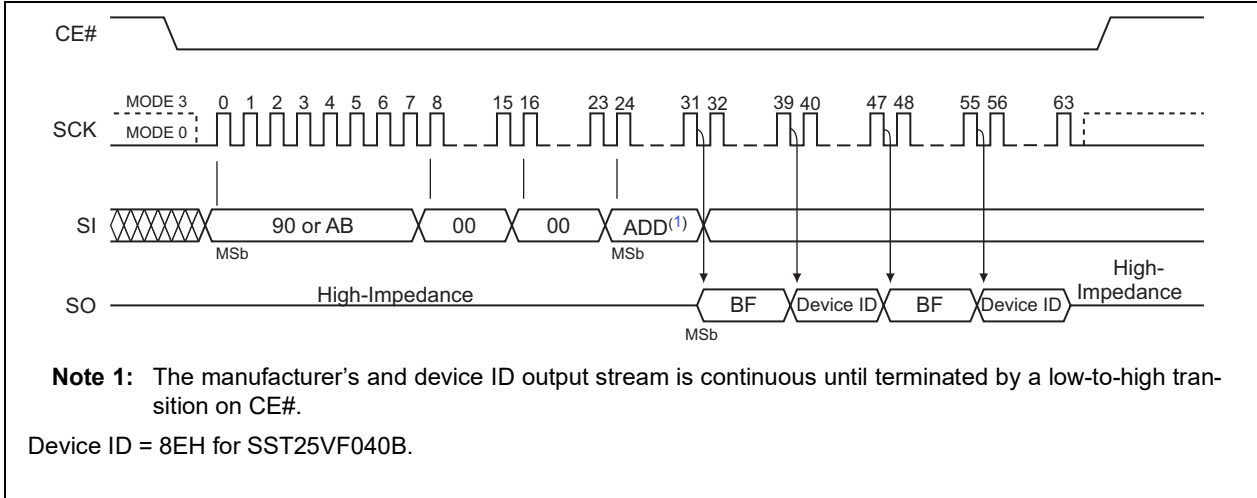 CE#
MODE 3
0 1 2 3 4 5 6 7 8 15 16 23 24 31 32 39 40 47 48 55 56 63
SCK
MODE 0
SI
90 or AB
00
00
ADD(1)
MSb
MSb
High-Impedance
High-
Impedance
SO
BF
Device ID
BF
Device ID
MSb
Note 1: The manufacturer's and device ID output stream is continuous until terminated by a low-to-high tran-
sition on CE#.
Device ID = 8EH for SST25VF040B.